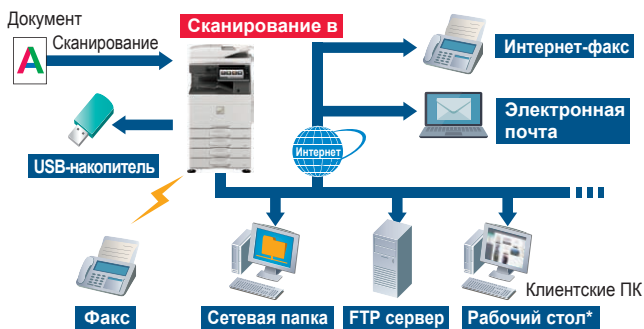 Документ
Сканирование
Сканирование в
A
Интернет-факс
Электронная
почта
USB-накопитель
Интернет
Клиентские ПК
Факс
Сетевая папка
FTP сервер
Рабочий стол*